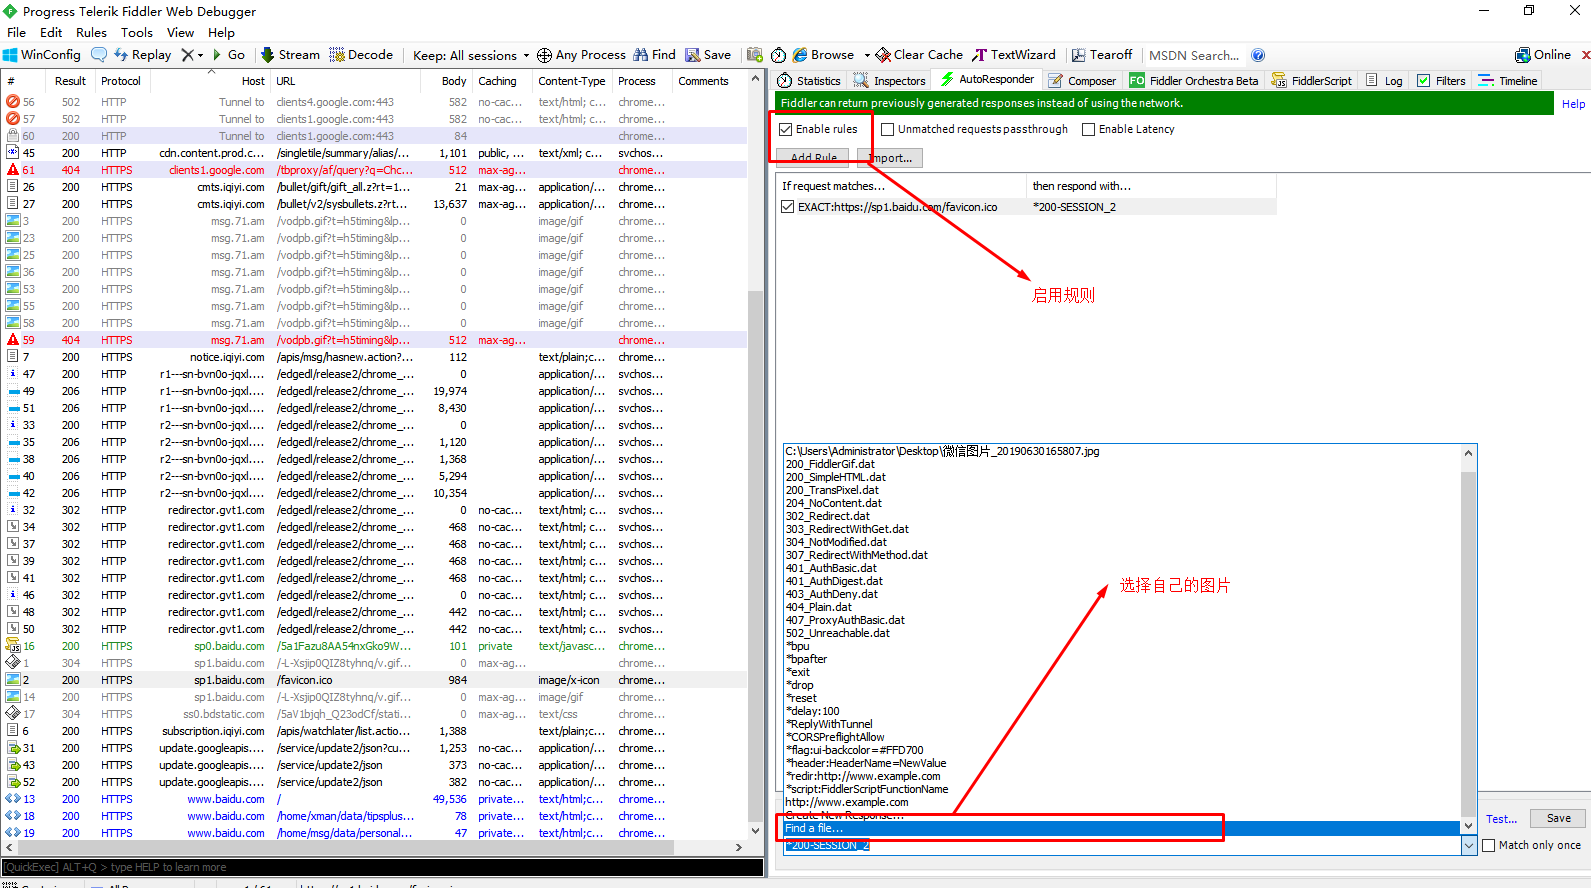 Progress Telerik Fiddler Web Debugger
File Edit Rules Tools View Help
WinConfig Replay Go Stream Decode Keep: All sessions Any Process Find Save Browse Clear Cache TextWizard Tearoff MSDN Search... Online
# Result Protocol Host URL Body Caching Content-Type Process Comments
56 502 HTTP Tunnel to clients4.google.com:443 582 no-cac... text/html; c... chrome...
57 502 HTTP Tunnel to clients1.google.com:443 582 no-cac... text/html; c... chrome...
60 200 HTTP Tunnel to clients1.google.com:443 84 chrome...
45 200 HTTP cdn.content.prod.c... /singletile/summary/alias/... 1,101 public, ... text/xml; c... svchos...
61 404 HTTPS clients1.google.com /tbproxy/af/query?q=Chc... 512 max-ag... chrome...
26 200 HTTPS cmts.iqiyi.com /bullet/gift/gift_all.z?rt=1... 21 max-ag... application/... chrome...
27 200 HTTPS cmts.iqiyi.com /bullet/v2/sysbullets.z?rt... 13,637 max-ag... application/... chrome...
3 200 HTTPS msg.71.am /vodpb.gif?t=h5timing&lp... 0 image/gif chrome...
23 200 HTTPS msg.71.am /vodpb.gif?t=h5timing&lp... 0 image/gif chrome...
25 200 HTTPS msg.71.am /vodpb.gif?t=h5timing&lp... 0 image/gif chrome...
36 200 HTTPS msg.71.am /vodpb.gif?t=h5timing&lp... 0 image/gif chrome...
53 200 HTTPS msg.71.am /vodpb.gif?t=h5timing&lp... 0 image/gif chrome...
55 200 HTTPS msg.71.am /vodpb.gif?t=h5timing&lp... 0 image/gif chrome...
58 200 HTTPS msg.71.am /vodpb.gif?t=h5timing&lp... 0 image/gif chrome...
59 404 HTTPS msg.71.am /vodpb.gif?t=h5timing&lp... 512 max-ag... chrome...
7 200 HTTPS notice.iqiyi.com /apis/msg/hasnew.action?... 112 text/plain;c... chrome...
47 200 HTTP r1---sn-bvn0o-jqxl.... /edgedl/release2/chrome_... 0 application/... svchos...
49 206 HTTP r1---sn-bvn0o-jqxl.... /edgedl/release2/chrome_... 19,974 application/... svchos...
51 206 HTTP r1---sn-bvn0o-jqxl.... /edgedl/release2/chrome_... 8,430 application/... svchos...
33 200 HTTP r2---sn-bvn0o-jqxl.... /edgedl/release2/chrome_... 0 application/... svchos...
35 206 HTTP r2---sn-bvn0o-jqxl.... /edgedl/release2/chrome_... 1,120 application/... svchos...
38 206 HTTP r2---sn-bvn0o-jqxl.... /edgedl/release2/chrome_... 1,368 application/... svchos...
40 206 HTTP r2---sn-bvn0o-jqxl.... /edgedl/release2/chrome_... 5,294 application/... svchos...
42 206 HTTP r2---sn-bvn0o-jqxl.... /edgedl/release2/chrome_... 10,354 application/... svchos...
32 200 HTTP redirector.gvt1.com /edgedl/release2/chrome_... 0 no-cac... text/html; c... svchos...
34 302 HTTP redirector.gvt1.com /edgedl/release2/chrome_... 468 no-cac... text/html; c... svchos...
37 302 HTTP redirector.gvt1.com /edgedl/release2/chrome_... 468 no-cac... text/html; c... svchos...
39 302 HTTP redirector.gvt1.com /edgedl/release2/chrome_... 468 no-cac... text/html; c... svchos...
41 302 HTTP redirector.gvt1.com /edgedl/release2/chrome_... 468 no-cac... text/html; c... svchos...
46 200 HTTP redirector.gvt1.com /edgedl/release2/chrome_... 0 no-cac... text/html; c... svchos...
48 302 HTTP redirector.gvt1.com /edgedl/release2/chrome_... 442 no-cac... text/html; c... svchos...
50 302 HTTP redirector.gvt1.com /edgedl/release2/chrome_... 442 no-cac... text/html; c... svchos...
16 200 HTTPS sp0.baidu.com /5a1Fazu8AA54nxGko9W... 101 private text/javasc... chrome...
1 304 HTTPS sp1.baidu.com /-L-Xsjip0QIZ8tyhnq/v.gif... 0 max-ag... chrome...
2 200 HTTPS sp1.baidu.com /favicon.ico 984 image/x-icon chrome...
14 200 HTTPS sp1.baidu.com /-L-Xsjip0QIZ8tyhnq/v.gif... 0 max-ag... image/gif chrome...
17 304 HTTPS ss0.bdstatic.com /5aV1bjqh_Q23odCf/stati... 0 max-ag... text/css chrome...
6 200 HTTPS subscription.iqiyi.com /apis/watchlater/list.actio... 1,388 text/plain;c... chrome...
31 200 HTTPS update.googleapis.... /service/update2/json?cu... 1,253 no-cac... application/... chrome...
43 200 HTTPS update.googleapis.... /service/update2/json 373 no-cac... application/... chrome...
52 200 HTTPS update.googleapis.... /service/update2/json 382 no-cac... application/... chrome...
13 200 HTTPS www.baidu.com / 49,536 private... text/html;c... chrome...
18 200 HTTPS www.baidu.com /home/xman/data/tipsplus... 78 private... text/html;c... chrome...
19 200 HTTPS www.baidu.com /home/msg/data/personal... 47 private... text/html;c... chrome...
[QuickExec] ALT+Q > type HELP to learn more
Statistics Inspectors AutoResponder Composer FO Fiddler Orchestra Beta FiddlerScript Log Filters Timeline
Fiddler can return previously generated responses instead of using the network. Help
Enable rules Unmatched requests passthrough Enable Latency
Add Rule Import...
If request matches... then respond with...
EXACT:https://sp1.baidu.com/favicon.ico *200-SESSION_2
启用规则
C:\Users\Administrator\Desktop\微信图片_20190630165807.jpg
200_FiddlerGif.dat
200_SimpleHTML.dat
200_TransPixel.dat
204_NoContent.dat
302_Redirect.dat
303_RedirectWithGet.dat
304_NotModified.dat
307_RedirectWithMethod.dat
401_AuthBasic.dat
401_AuthDigest.dat
403_AuthDeny.dat
404_Plain.dat
407_ProxyAuthBasic.dat
502_Unreachable.dat
*bpu
*bpafter
*exit
*drop
*reset
*delay:100
*ReplyWithTunnel
*CORSPreflightAllow
*flag:ui-backcolor=#FFD700
*header:HeaderName=NewValue
*redir:http://www.example.com
*script:FiddlerScriptFunctionName
http://www.example.com
Create New Response...
Find a file...
*200-SESSION_2
选择自己的图片
Test... Save
Match only once